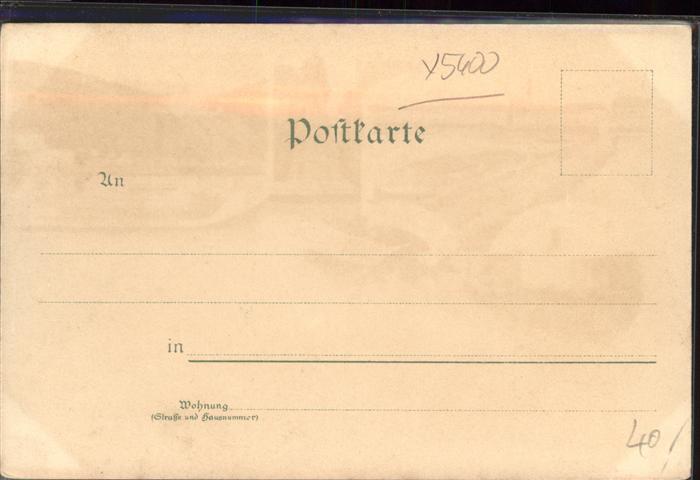 x5400
Postkarte
An
in
Wohnung
(Straße und Hausnummer)
40